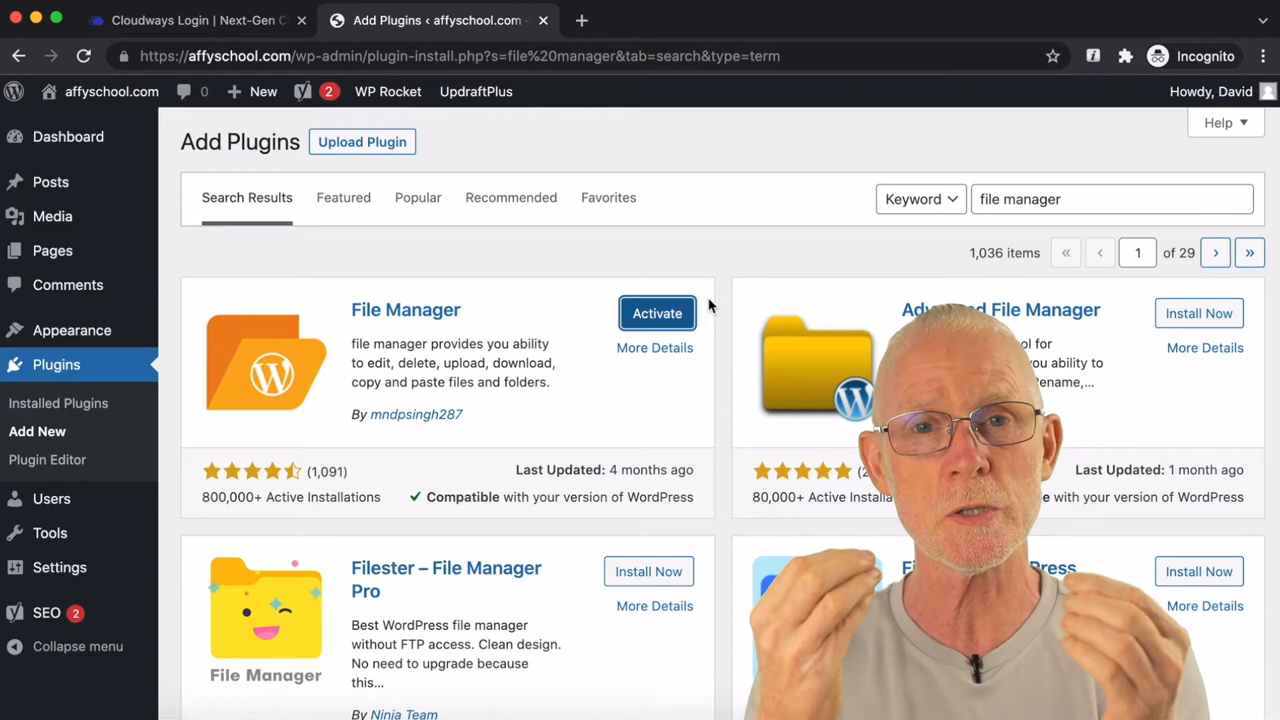 Cloudways Login | Next-Gen C
Add Plugins ‹ affyschool.com —
https://affyschool.com/wp-admin/plugin-install.php?s=file%20manager&tab=search&type=term
Incognito
affyschool.com
0
New
2
WP Rocket
UpdraftPlus
Howdy, David
Dashboard
Posts
Media
Pages
Comments
Appearance
Plugins
Installed Plugins
Add New
Plugin Editor
Users
Tools
Settings
SEO 2
Collapse menu
Help
Add Plugins
Upload Plugin
Search Results
Featured
Popular
Recommended
Favorites
Keyword
file manager
1,036 items
«
‹
1
of 29
›
»
File Manager
Activate
More Details
file manager provides you ability
to edit, delete, upload, download,
copy and paste files and folders.
By mndpsingh287
(1,091)
Last Updated: 4 months ago
800,000+ Active Installations
Compatible with your version of WordPress
File Manager
Install Now
More Details
ol for
ou ability to
ename,...
Last Updated: 1 month ago
80,000+ Active
with your version of WordPress
Filester – File Manager
Pro
Install Now
More Details
Best WordPress file manager
without FTP access. Clean design.
No need to upgrade because
this...
By Ninja Team
File Manager
Install Now
More Details